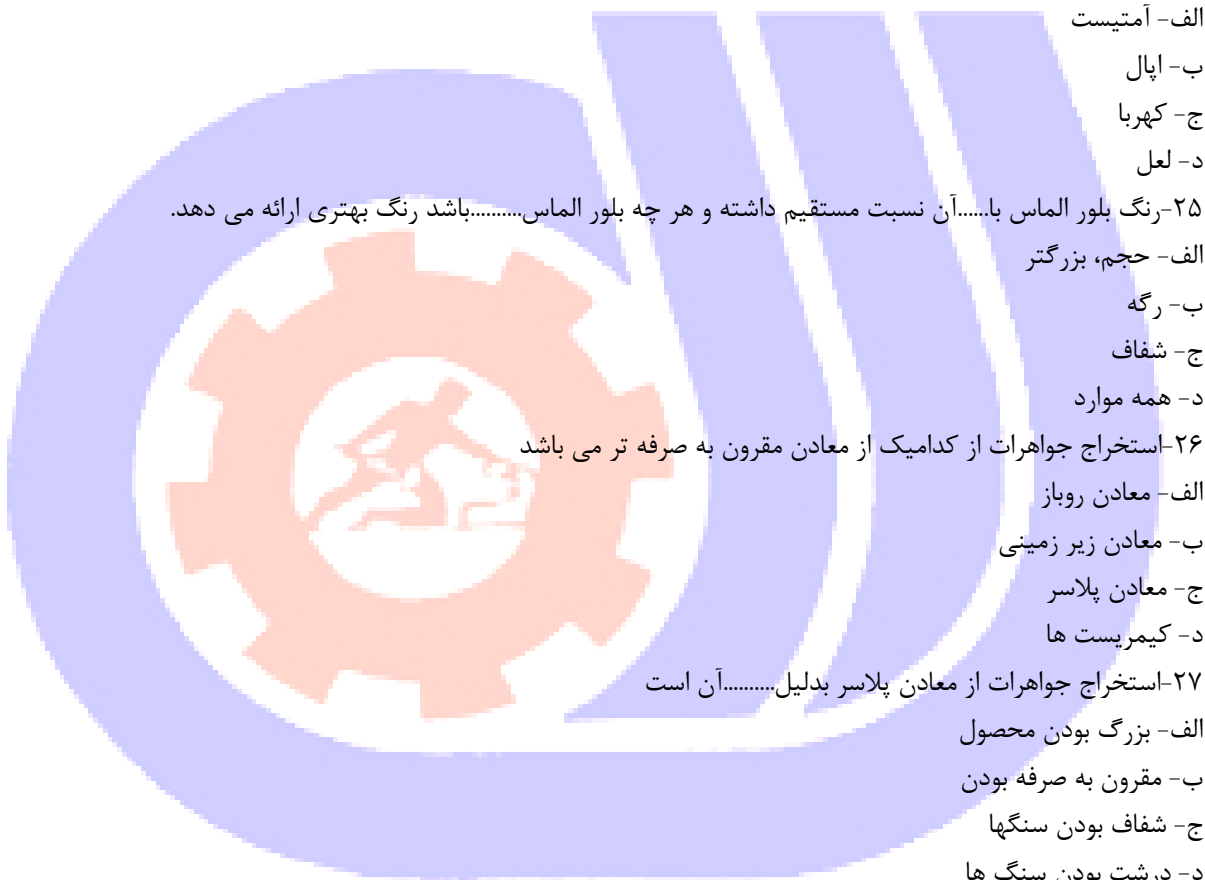 الف- آمتیست
ب- اپال
ج- کهربا
د- لعل
۲۵-رنگ بلور الماس با......آن نسبت مستقیم داشته و هر چه بلور الماس.........باشد رنگ بهتری ارائه می دهد.
الف- حجم، بزرگتر
ب- رگه
ج- شفاف
د- همه موارد
۲۶-استخراج جواهرات از کدامیک از معادن مقرون به صرفه تر می باشد
الف- معادن روباز
ب- معادن زیر زمینی
ج- معادن پلاسر
د- کیمریست ها
۲۷-استخراج جواهرات از معادن پلاسر بدلیل..........آن است
الف- بزرگ بودن محصول
ب- مقرون به صرفه بودن
ج- شفاف بودن سنگها
د- درشت بودن سنگ ها